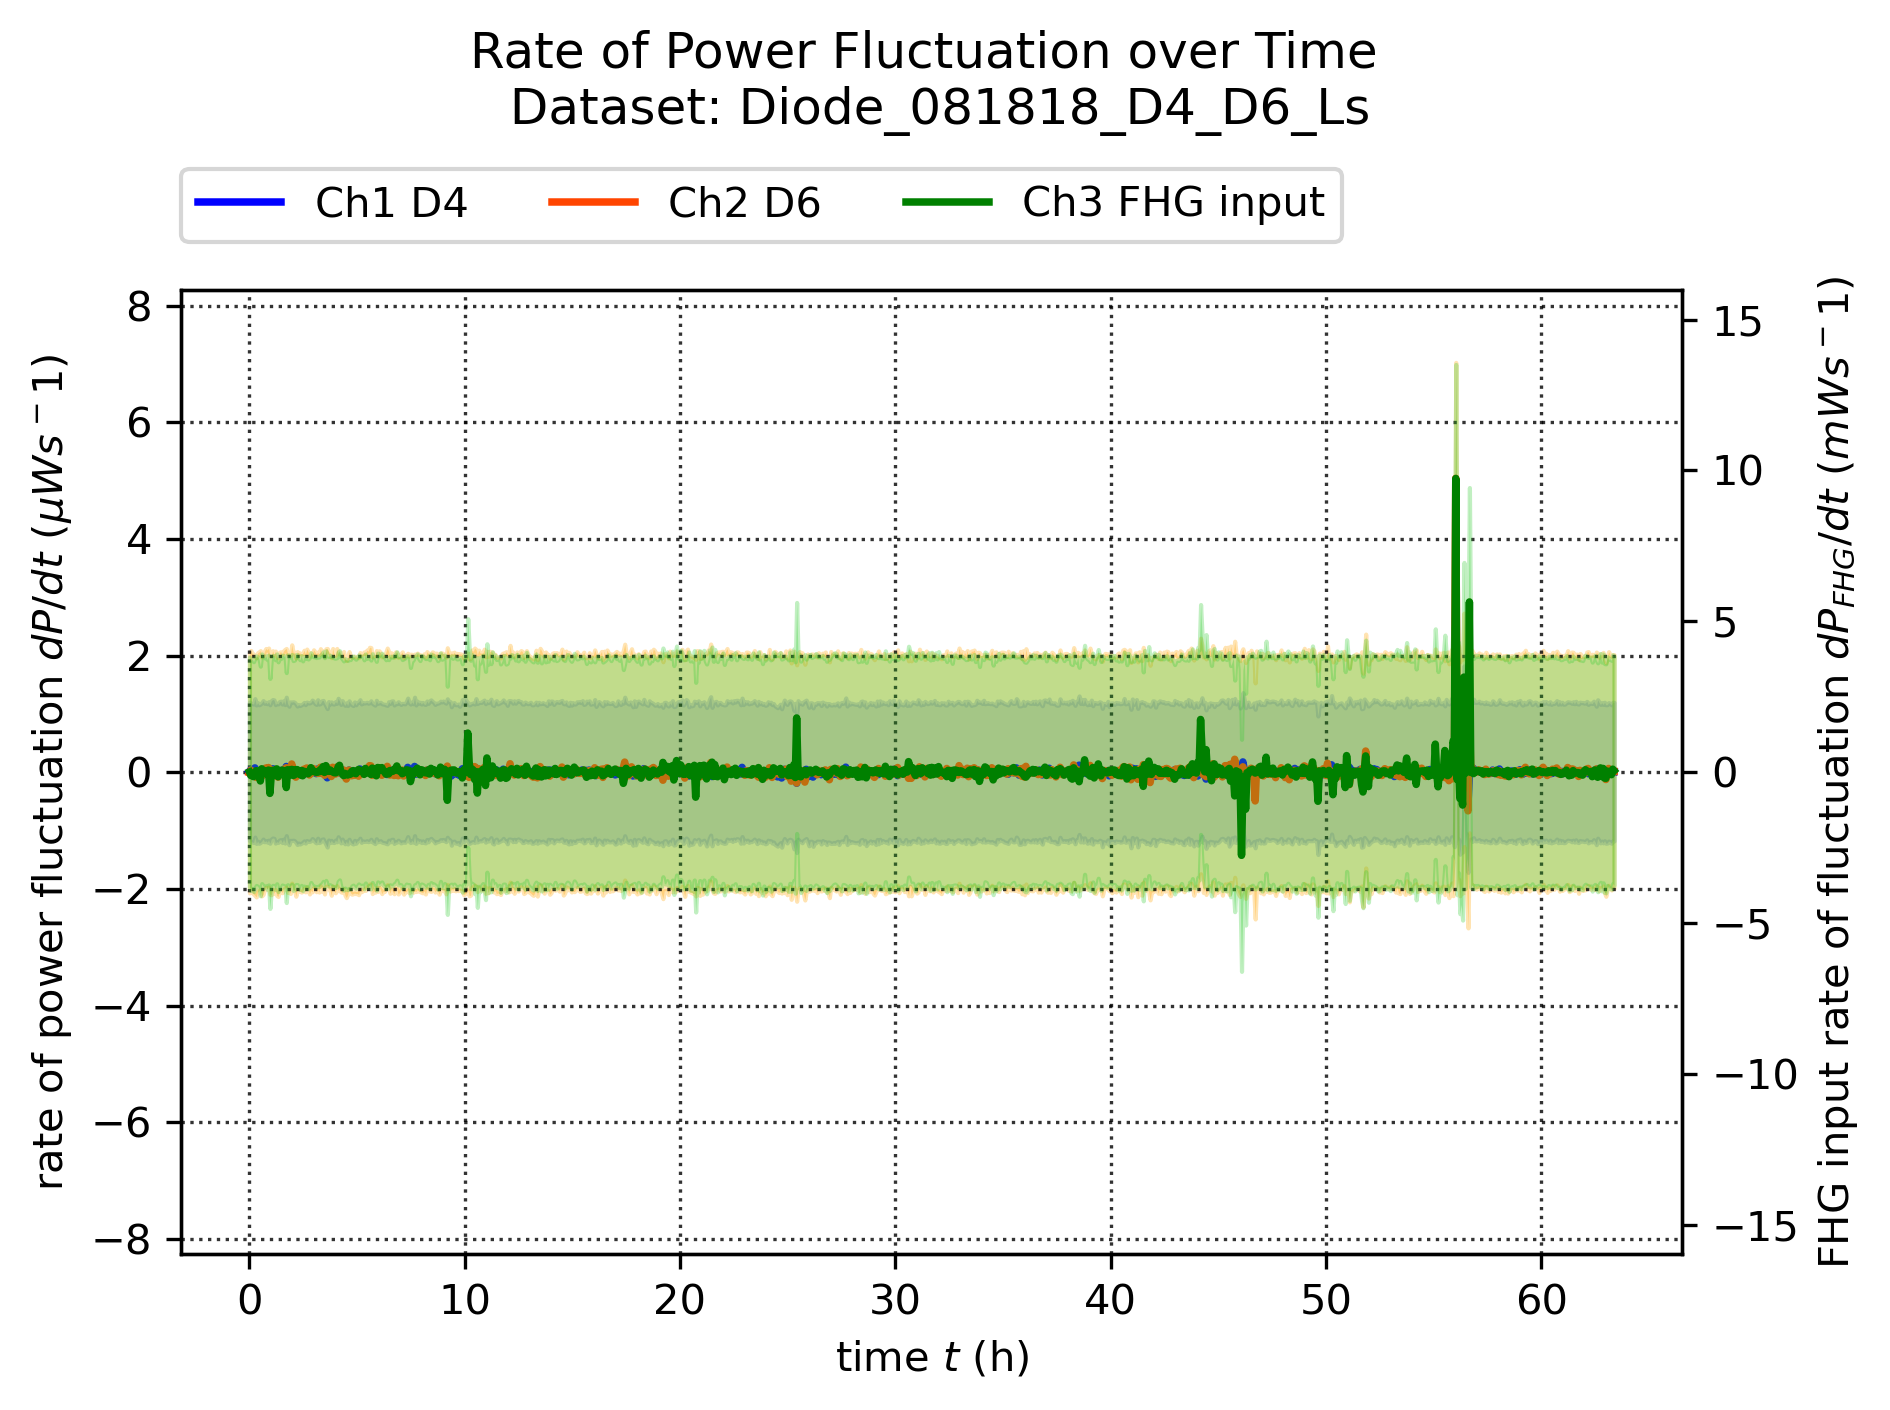 Rate of Power Fluctuation over Time
Dataset: Diode_081818_D4_D6_Ls
Ch1 D4 Ch2 D6 Ch3 FHG input
rate of power fluctuation dP/dt (μWs⁻1)
8
6
4
2
0
−2
−4
−6
−8
15
10
5
0
−5
−10
−15
FHG input rate of fluctuation dP_FHG/dt (mWs⁻1)
0 10 20 30 40 50 60
time t (h)